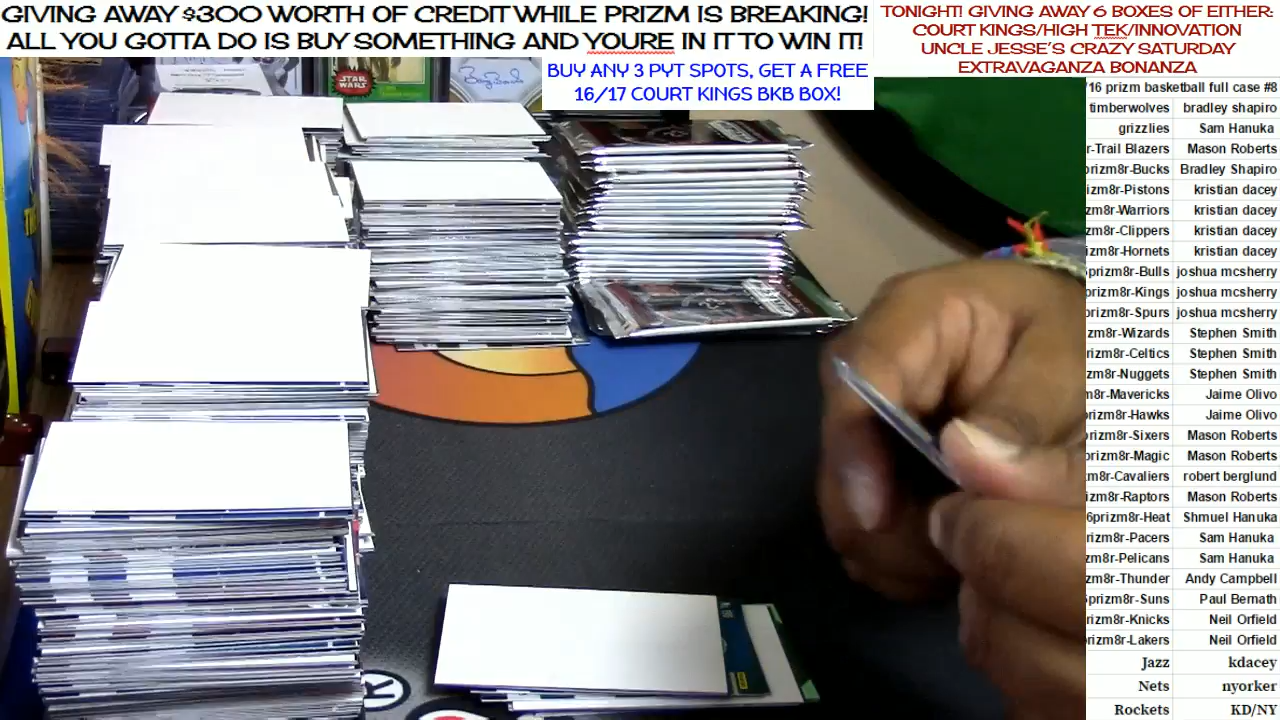 GIVING AWAY $300 WORTH OF CREDIT WHILE PRIZM IS BREAKING!
ALL YOU GOTTA DO IS BUY SOMETHING AND YOURE IN IT TO WIN IT!
BUY ANY 3 PYT SPOTS, GET A FREE
16/17 COURT KINGS BKB BOX!
TONIGHT! GIVING AWAY 6 BOXES OF EITHER:
COURT KINGS/HIGH TEK/INNOVATION
UNCLE JESSE'S CRAZY SATURDAY
EXTRAVAGANZA BONANZA
/16 prizm basketball full case #8
timberwolves bradley shapiro
grizzlies Sam Hanuka
r-Trail Blazers Mason Roberts
prizm8r-Bucks Bradley Shapiro
rizm8r-Pistons kristian dacey
zm8r-Warriors kristian dacey
zm8r-Clippers kristian dacey
izm8r-Hornets kristian dacey
5prizm8r-Bulls joshua mcsherry
prizm8r-Kings joshua mcsherry
prizm8r-Spurs joshua mcsherry
zm8r-Wizards Stephen Smith
izm8r-Celtics Stephen Smith
zm8r-Nuggets Stephen Smith
m8r-Mavericks Jaime Olivo
prizm8r-Hawks Jaime Olivo
prizm8r-Sixers Mason Roberts
prizm8r-Magic Mason Roberts
m8r-Cavaliers robert berglund
izm8r-Raptors Mason Roberts
6prizm8r-Heat Shmuel Hanuka
rizm8r-Pacers Sam Hanuka
zm8r-Pelicans Sam Hanuka
zm8r-Thunder Andy Campbell
5prizm8r-Suns Paul Bernath
rizm8r-Knicks Neil Orfield
rizm8r-Lakers Neil Orfield
Jazz kdacey
Nets nyorker
Rockets KD/NY
STAR
WARS